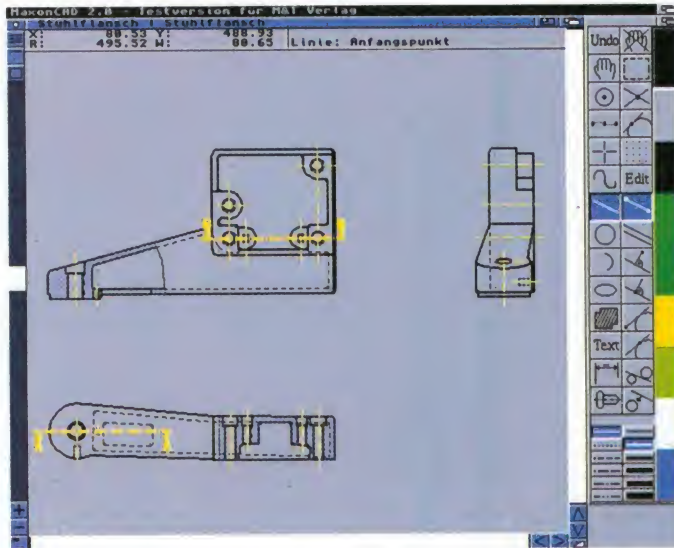 MaxonCAD 2.0 - Testversion für M&T Verlag
Stuhlflansch | Stuhlflansch
X: 80.53 Y: 488.93
R: 495.52 W: 80.65 Linie: Anfangspunkt
Undo
Edit
Text